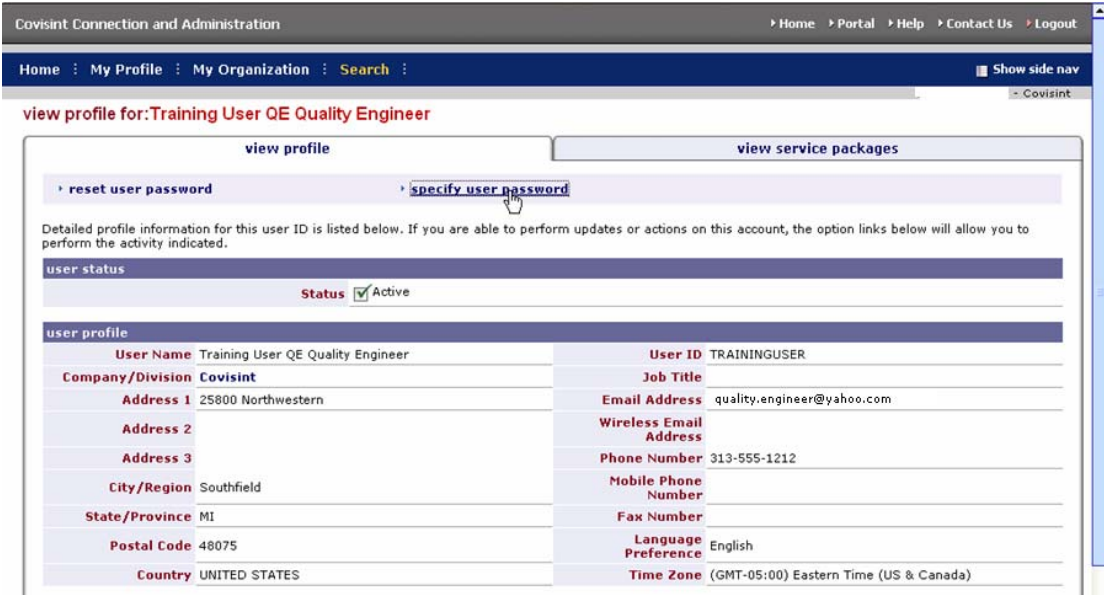 Covisint Connection and Administration
Home Portal Help Contact Us Logout
Home My Profile My Organization Search
Show side nav
- Covisint
view profile for:Training User QE Quality Engineer
view profile
view service packages
reset user password
specify user password
Detailed profile information for this user ID is listed below. If you are able to perform updates or actions on this account, the option links below will allow you to
perform the activity indicated.
user status
Status Active
user profile
User Name Training User QE Quality Engineer
User ID TRAININGUSER
Company/Division Covisint
Job Title
Address 1 25800 Northwestern
Email Address quality.engineer@yahoo.com
Address 2
Wireless Email
Address
Address 3
Phone Number 313-555-1212
City/Region Southfield
Mobile Phone
Number
State/Province MI
Fax Number
Postal Code 48075
Language
Preference English
Country UNITED STATES
Time Zone (GMT-05:00) Eastern Time (US & Canada)